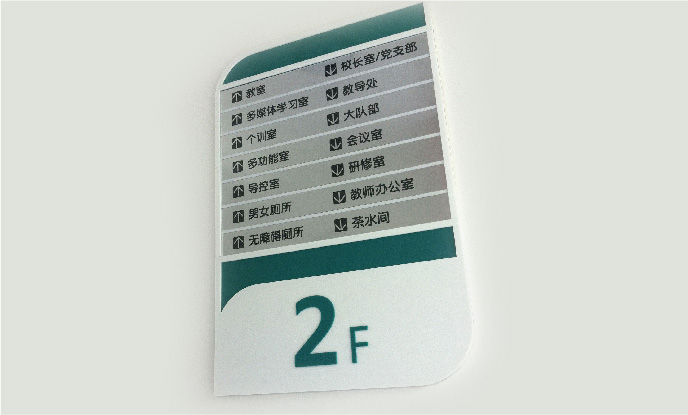 教室 校长室/党支部
多媒体学习室 教导处
个训室 大队部
多功能室 会议室
导控室 研修室
男女厕所 教师办公室
无障碍厕所 茶水间
2F